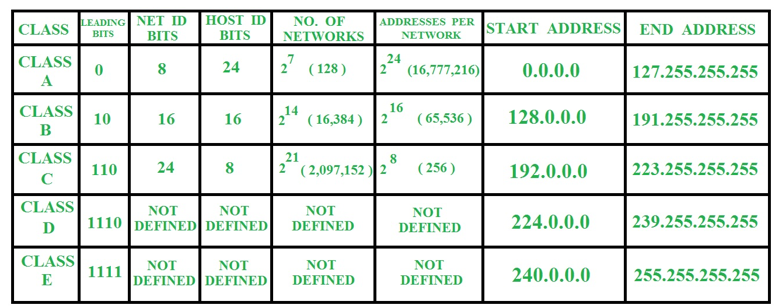 CLASS LEADING BITS NET ID BITS HOST ID BITS NO. OF NETWORKS ADDRESSES PER NETWORK START ADDRESS END ADDRESS
CLASS A 0 8 24 2^7 ( 128 ) 2^24 (16,777,216) 0.0.0.0 127.255.255.255
CLASS B 10 16 16 2^14 ( 16,384 ) 2^16 ( 65,536 ) 128.0.0.0 191.255.255.255
CLASS C 110 24 8 2^21 ( 2,097,152 ) 2^8 ( 256 ) 192.0.0.0 223.255.255.255
CLASS D 1110 NOT DEFINED NOT DEFINED NOT DEFINED NOT DEFINED 224.0.0.0 239.255.255.255
CLASS E 1111 NOT DEFINED NOT DEFINED NOT DEFINED NOT DEFINED 240.0.0.0 255.255.255.255